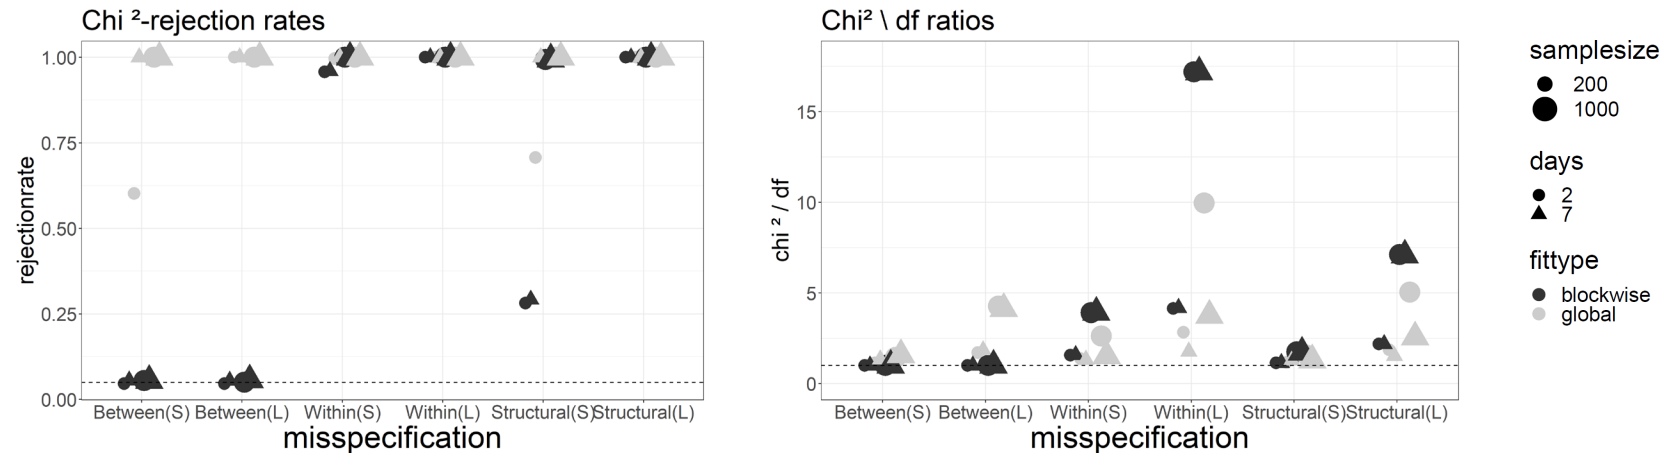 Chi ²-rejection rates
rejectionrate
1.00
0.75
0.50
0.25
0.00
Between(S) Between(L) Within(S) Within(L) Structural(S) Structural(L)
misspecification
Chi² \ df ratios
chi ² / df
15
10
5
0
Between(S) Between(L) Within(S) Within(L) Structural(S) Structural(L)
misspecification
samplesize
200
1000
days
2
7
fittype
blockwise
global